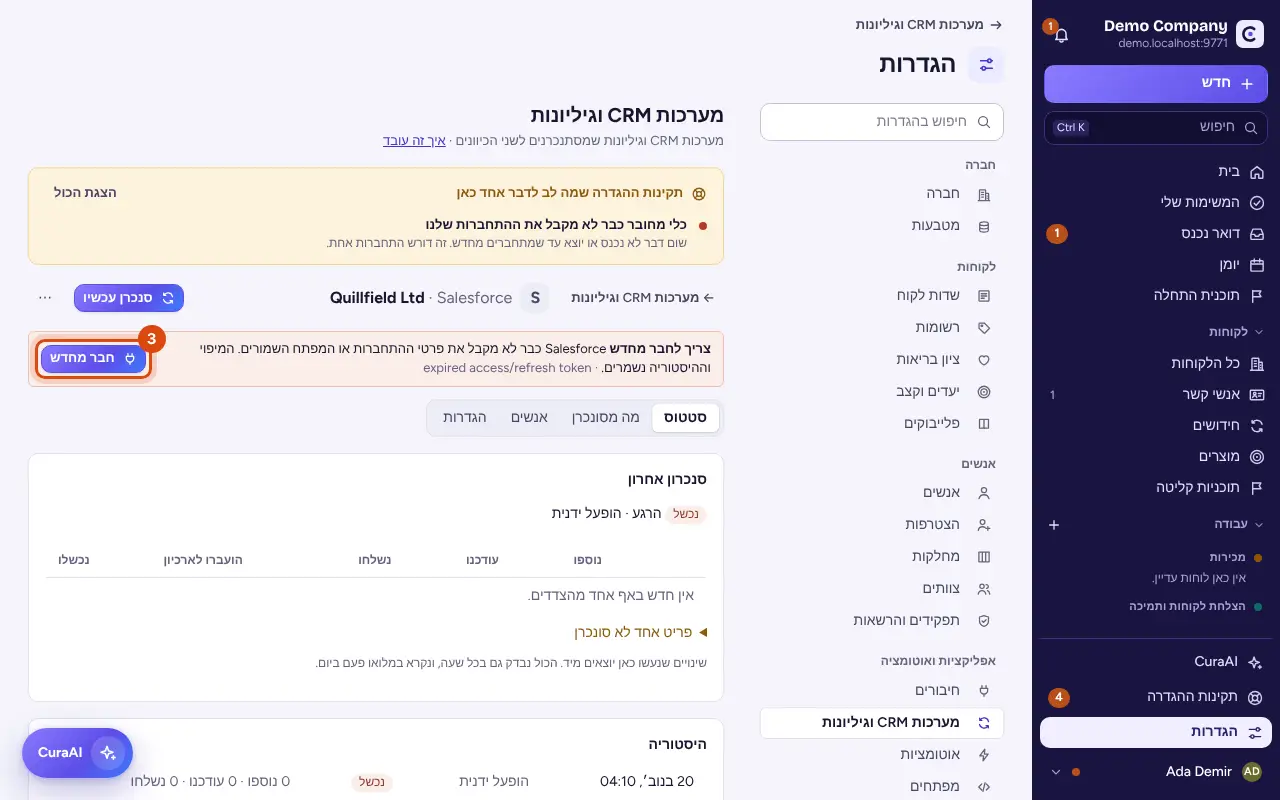 Demo Company
demo.localhost:9771
1
חדש
חיפוש
Ctrl K
בית
המשימות שלי
דואר נכנס
1
יומן
תוכנית התחלה
לקוחות
כל הלקוחות
אנשי קשר
1
חידושים
מוצרים
תוכניות קליטה
עבודה
מכירות
אין כאן לוחות עדיין.
הצלחת לקוחות ותמיכה
CuraAI
תקינות ההגדרה
4
הגדרות
AD
Ada Demir
→ מערכות CRM וגיליונות
הגדרות
חיפוש בהגדרות
חברה
חברה
מטבעות
לקוחות
שדות לקוח
רשומות
ציון בריאות
יעדים וקצב
פלייבוקים
אנשים
אנשים
הצטרפות
מחלקות
צוותים
תפקידים והרשאות
אפליקציות ואוטומציה
חיבורים
מערכות CRM וגיליונות
אוטומציות
מפתחים
מערכות CRM וגיליונות
מערכות CRM וגיליונות שמסתנכרנים לשני הכיוונים · איך זה עובד
תקינות ההגדרה שמה לב לדבר אחד כאן
הצגת הכול
כלי מחובר כבר לא מקבל את ההתחברות שלנו
שום דבר לא נכנס או יוצא עד שמתחברים מחדש. זה דורש התחברות אחת.
← מערכות CRM וגיליונות
S
Quillfield Ltd · Salesforce
סנכרן עכשיו
···
צריך לחבר מחדש Salesforce כבר לא מקבל את פרטי ההתחברות או המפתח השמורים. המיפוי
וההיסטוריה נשמרים. · expired access/refresh token
חבר מחדש
3
סטטוס
מה מסונכרן
אנשים
הגדרות
סנכרון אחרון
נכשל
הרגע · הופעל ידנית
נוספו
עודכנו
נשלחו
הועברו לארכיון
נכשלו
אין חדש באף אחד מהצדדים.
פריט אחד לא סונכרן
שינויים שנעשו כאן יוצאים מיד. הכול נבדק גם בכל שעה, ונקרא במלואו פעם ביום.
היסטוריה
20 בנוב׳, 04:10
הופעל ידנית
נכשל
0 נוספו · 0 עודכנו · 0 נשלחו
CuraAI